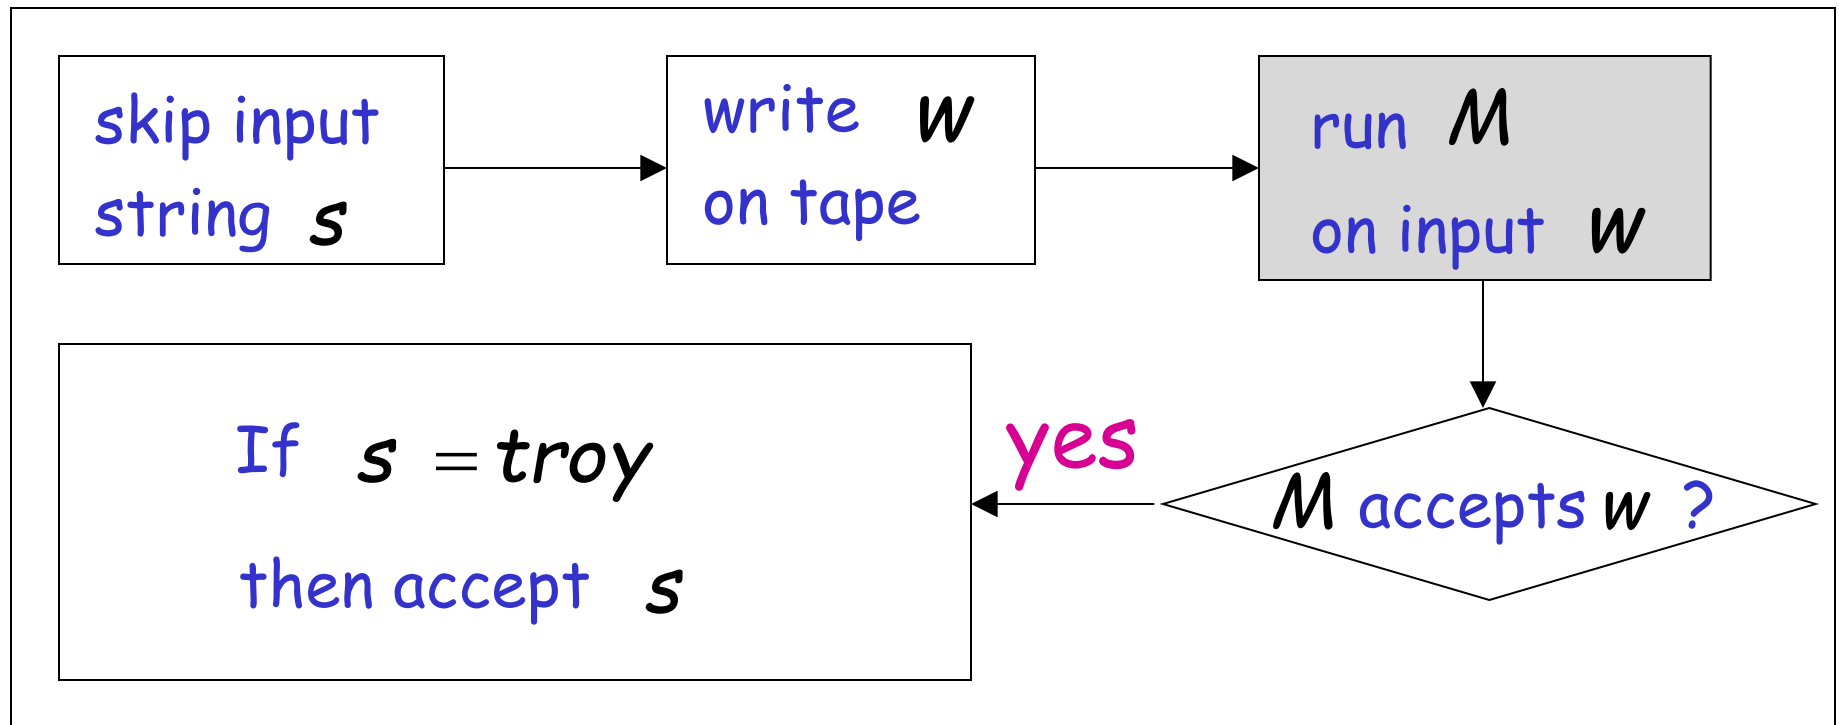 skip input
string s
write w
on tape
run M
on input w
M accepts w ?
yes
If s = troy
then accept s